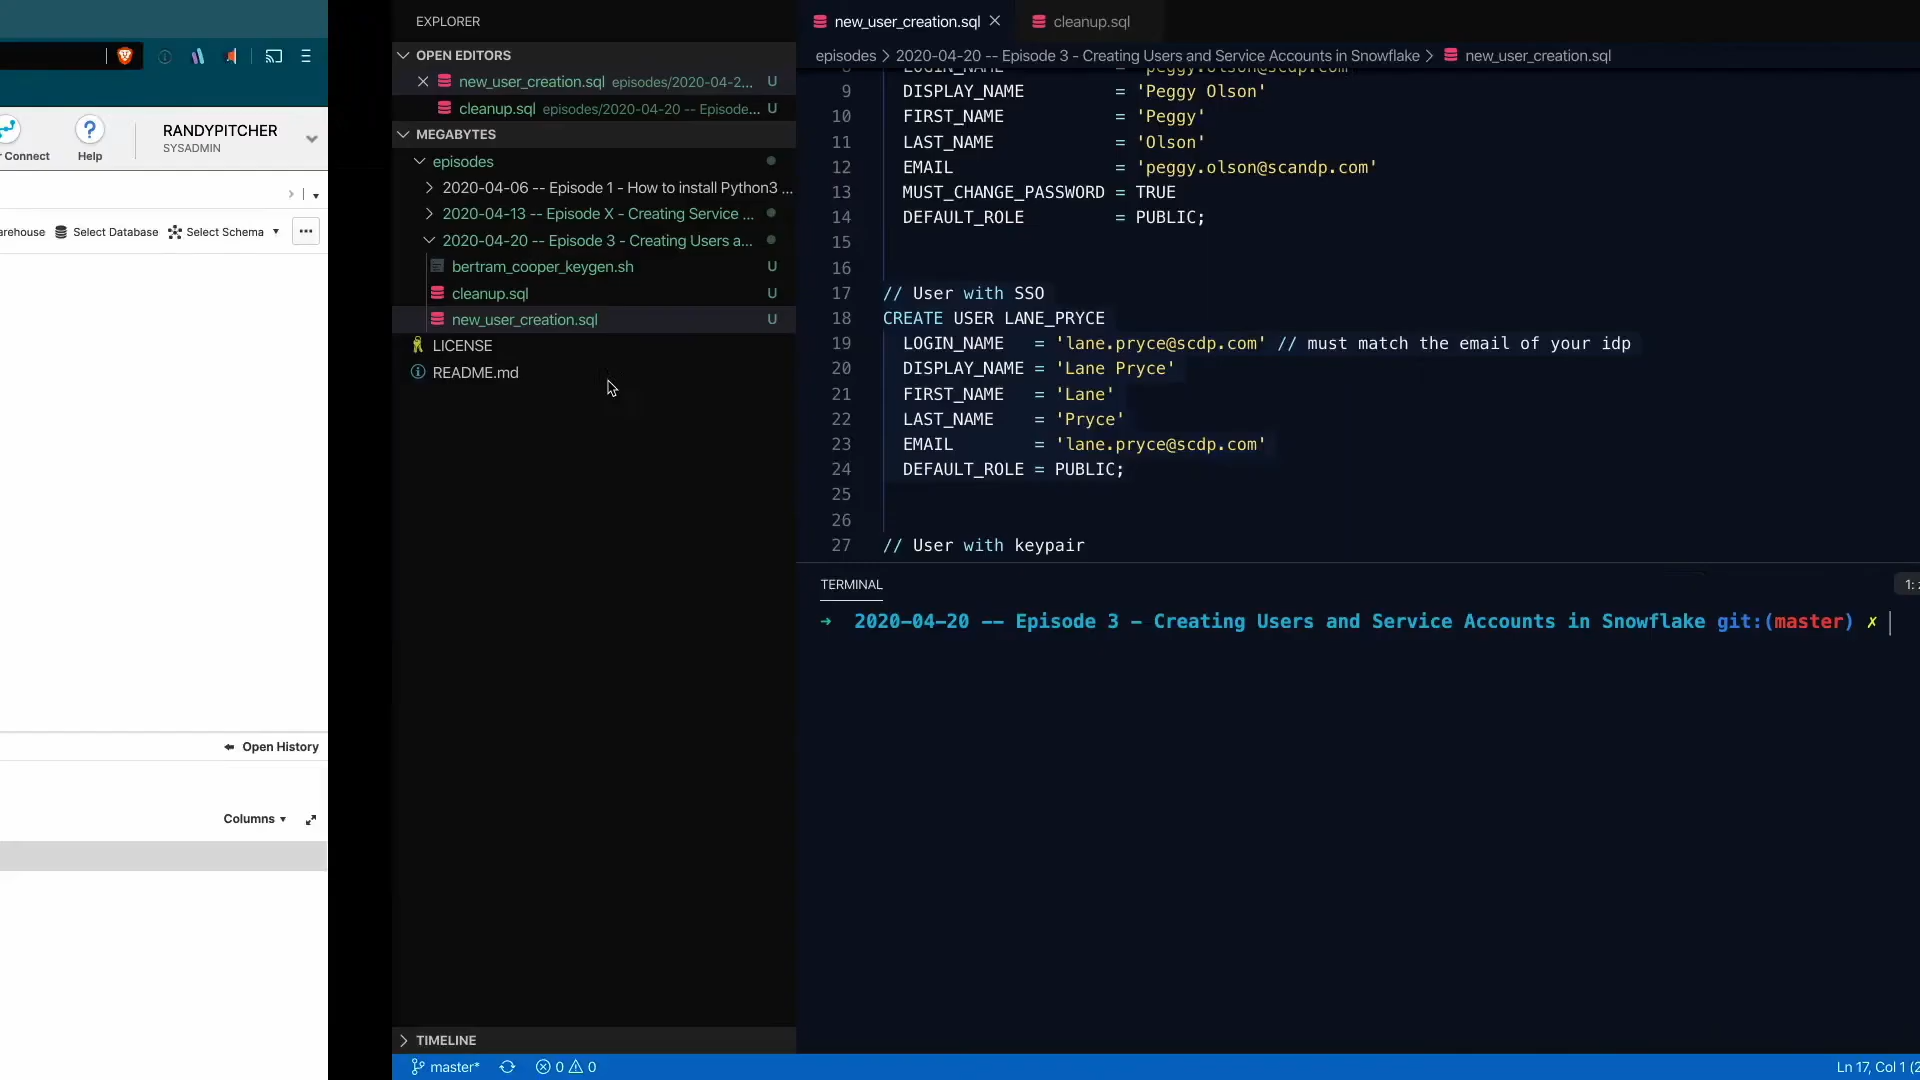 r Connect
Help
RANDYPITCHER
SYSADMIN
arehouse
Select Database
Select Schema
Open History
Columns
EXPLORER
OPEN EDITORS
new_user_creation.sql episodes/2020-04-2... U
cleanup.sql episodes/2020-04-20 -- Episode... U
MEGABYTES
episodes
2020-04-06 -- Episode 1 - How to install Python3 ...
2020-04-13 -- Episode X - Creating Service ...
2020-04-20 -- Episode 3 - Creating Users a...
bertram_cooper_keygen.sh U
cleanup.sql U
new_user_creation.sql U
LICENSE
README.md
TIMELINE
new_user_creation.sql
cleanup.sql
episodes > 2020-04-20 -- Episode 3 - Creating Users and Service Accounts in Snowflake > new_user_creation.sql
8 LOGIN_NAME = 'peggy.olson@scdp.com'
9 DISPLAY_NAME = 'Peggy Olson'
10 FIRST_NAME = 'Peggy'
11 LAST_NAME = 'Olson'
12 EMAIL = 'peggy.olson@scandp.com'
13 MUST_CHANGE_PASSWORD = TRUE
14 DEFAULT_ROLE = PUBLIC;
15
16
17 // User with SSO
18 CREATE USER LANE_PRYCE
19 LOGIN_NAME = 'lane.pryce@scdp.com' // must match the email of your idp
20 DISPLAY_NAME = 'Lane Pryce'
21 FIRST_NAME = 'Lane'
22 LAST_NAME = 'Pryce'
23 EMAIL = 'lane.pryce@scdp.com'
24 DEFAULT_ROLE = PUBLIC;
25
26
27 // User with keypair
TERMINAL
1:
➜ 2020-04-20 -- Episode 3 - Creating Users and Service Accounts in Snowflake git:(master) ✗
master* 0 0
Ln 17, Col 1 (2